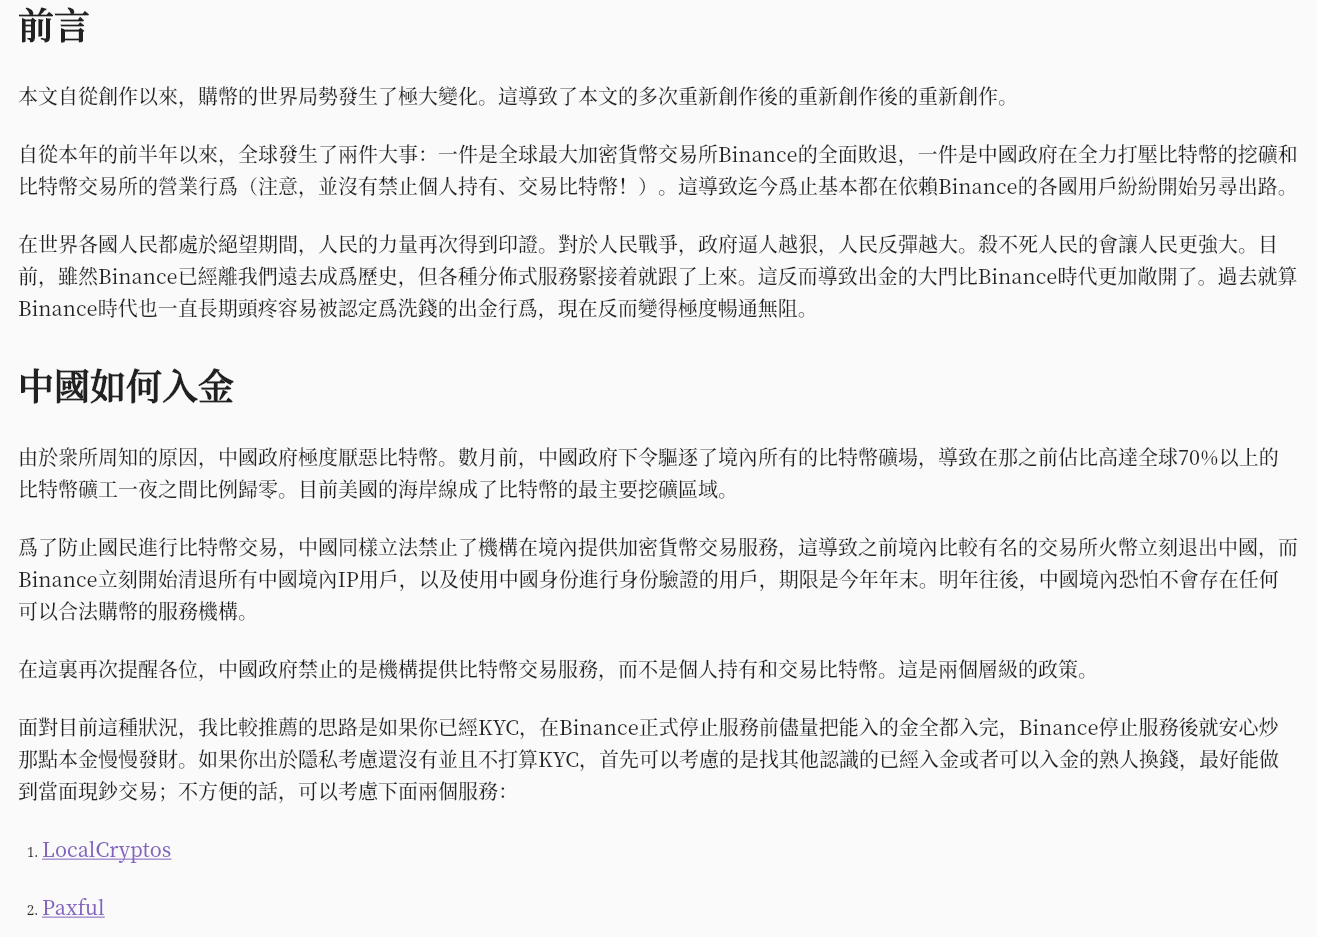 前言
本文自從創作以來，購幣的世界局勢發生了極大變化。這導致了本文的多次重新創作後的重新創作後的重新創作。
自從本年的前半年以來，全球發生了兩件大事：一件是全球最大加密貨幣交易所Binance的全面敗退，一件是中國政府在全力打壓比特幣的挖礦和
比特幣交易所的營業行爲（注意，並沒有禁止個人持有、交易比特幣！）。這導致迄今爲止基本都在依賴Binance的各國用戶紛紛開始另尋出路。
在世界各國人民都處於絕望期間，人民的力量再次得到印證。對於人民戰爭，政府逼人越狠，人民反彈越大。殺不死人民的會讓人民更強大。目
前，雖然Binance已經離我們遠去成爲歷史，但各種分佈式服務緊接着就跟了上來。這反而導致出金的大門比Binance時代更加敞開了。過去就算
Binance時代也一直長期頭疼容易被認定爲洗錢的出金行爲，現在反而變得極度暢通無阻。
中國如何入金
由於衆所周知的原因，中國政府極度厭惡比特幣。數月前，中國政府下令驅逐了境內所有的比特幣礦場，導致在那之前佔比高達全球70%以上的
比特幣礦工一夜之間比例歸零。目前美國的海岸線成了比特幣的最主要挖礦區域。
爲了防止國民進行比特幣交易，中國同樣立法禁止了機構在境內提供加密貨幣交易服務，這導致之前境內比較有名的交易所火幣立刻退出中國，而
Binance立刻開始清退所有中國境內IP用戶，以及使用中國身份進行身份驗證的用戶，期限是今年年末。明年往後，中國境內恐怕不會存在任何
可以合法購幣的服務機構。
在這裏再次提醒各位，中國政府禁止的是機構提供比特幣交易服務，而不是個人持有和交易比特幣。這是兩個層級的政策。
面對目前這種狀況，我比較推薦的思路是如果你已經KYC，在Binance正式停止服務前儘量把能入的金全都入完，Binance停止服務後就安心炒
那點本金慢慢發財。如果你出於隱私考慮還沒有並且不打算KYC，首先可以考慮的是找其他認識的已經入金或者可以入金的熟人換錢，最好能做
到當面現鈔交易；不方便的話，可以考慮下面兩個服務：
1. LocalCryptos
2. Paxful